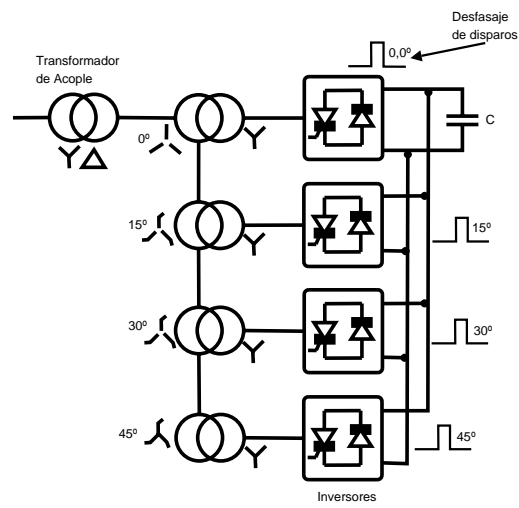 Desfasaje
de disparos
0,0º
Transformador
de Acople
0º
C
15º
15º
30º
30º
45º
45º
Inversores